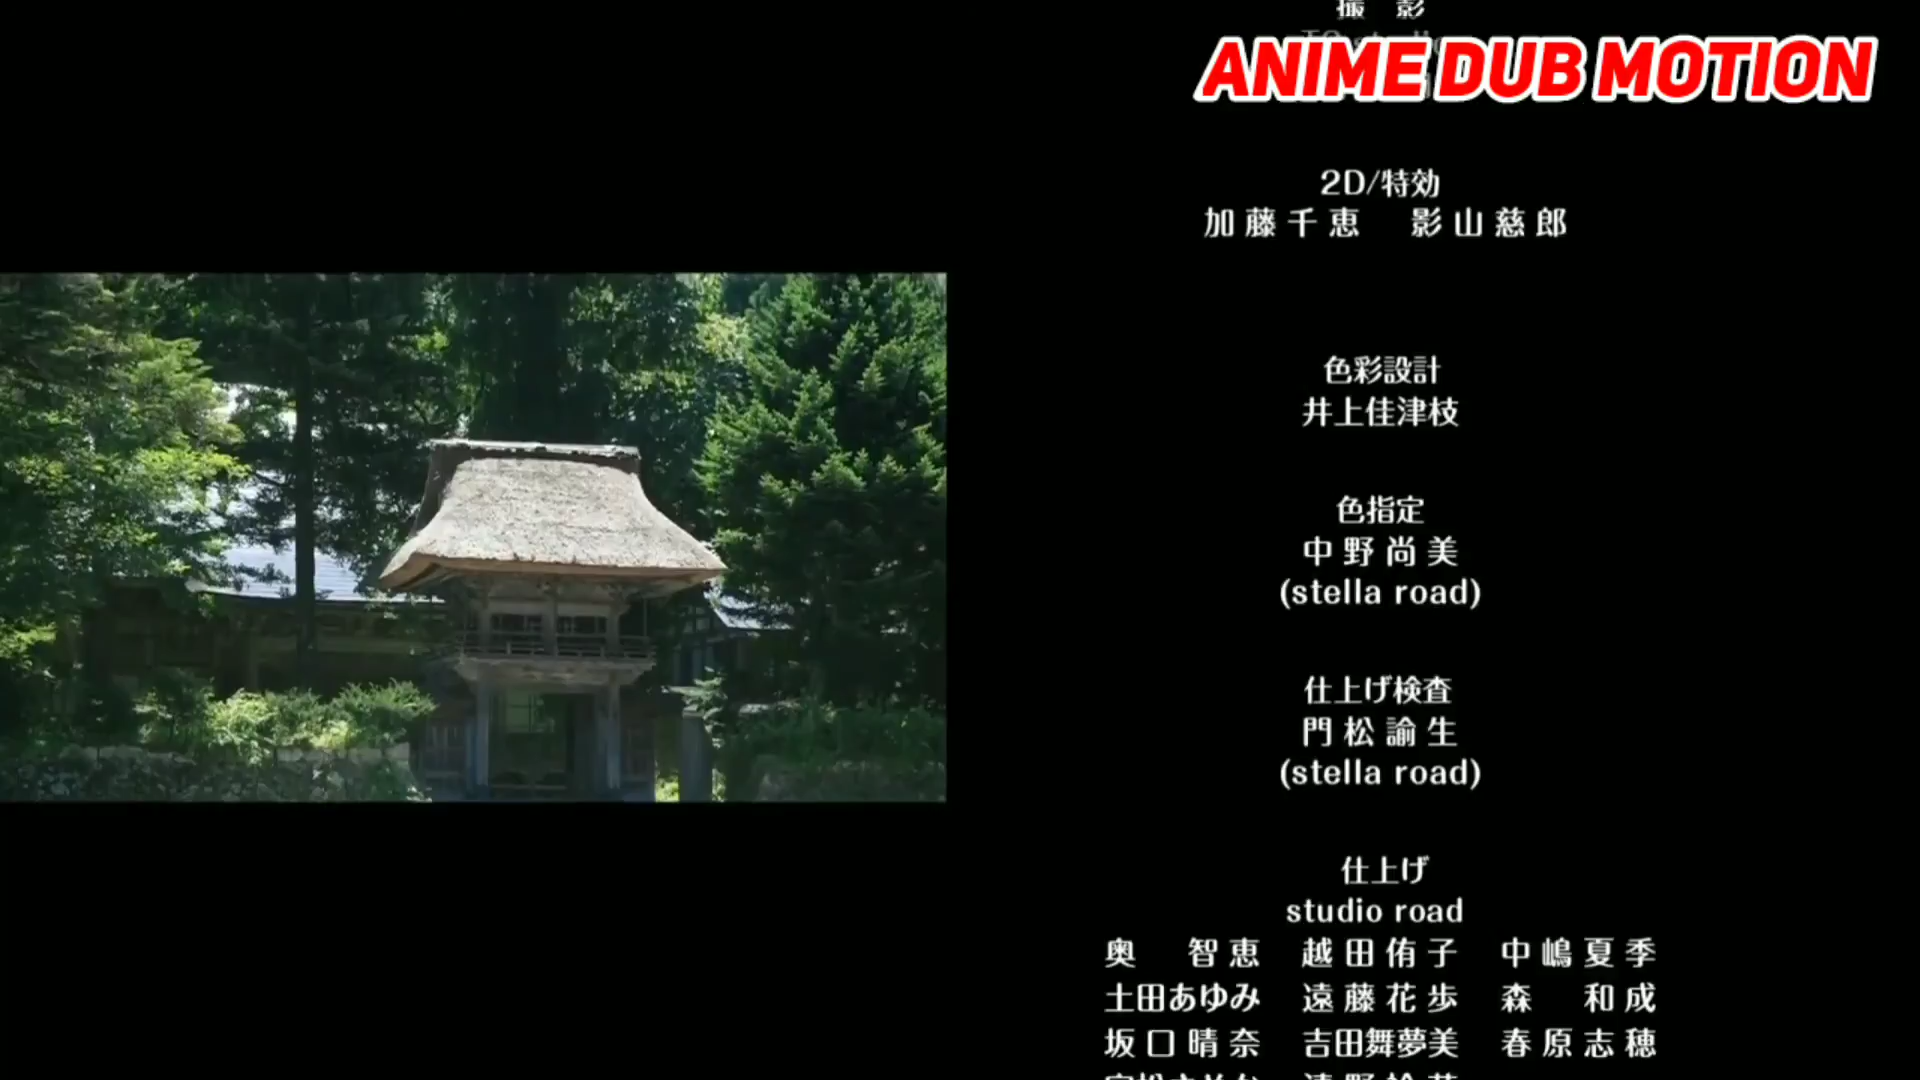 撮 影
ANIME DUB MOTION
2D/特効
加藤千恵 影山慈郎
色彩設計
井上佳津枝
色指定
中野尚美
(stella road)
仕上げ検査
門松諭生
(stella road)
仕上げ
studio road
奥 智恵 越田侑子 中嶋夏季
土田あゆみ 遠藤花歩 森 和成
坂口晴奈 吉田舞夢美 春原志穂